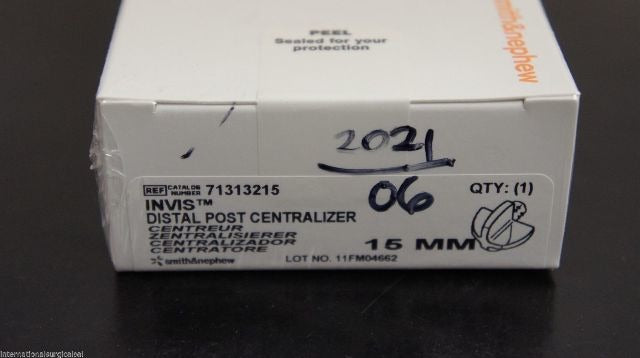 PEEL
Sealed for your
protection
smith&nephew
2021
06
REF CATALOG NUMBER 71313215
QTY: (1)
INVIS™
DISTAL POST CENTRALIZER
CENTREUR
ZENTRALISIERER
CENTRALIZADOR
CENTRATORE
15 MM
smith&nephew
LOT NO. 11FM04662
internationalsurgicalsel